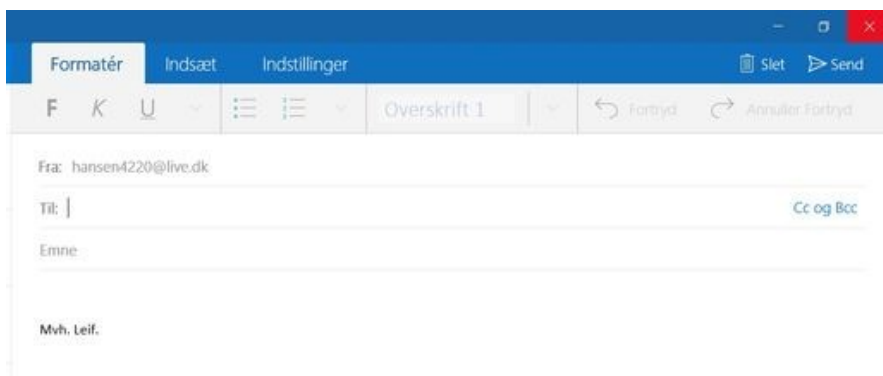 Formatér Indsæt Indstillinger Slet Send
F K U Overskrift 1 Fortryd Annuller Fortryd
Fra: hansen4220@live.dk
Til: Cc og Bcc
Emne
Mvh. Leif.